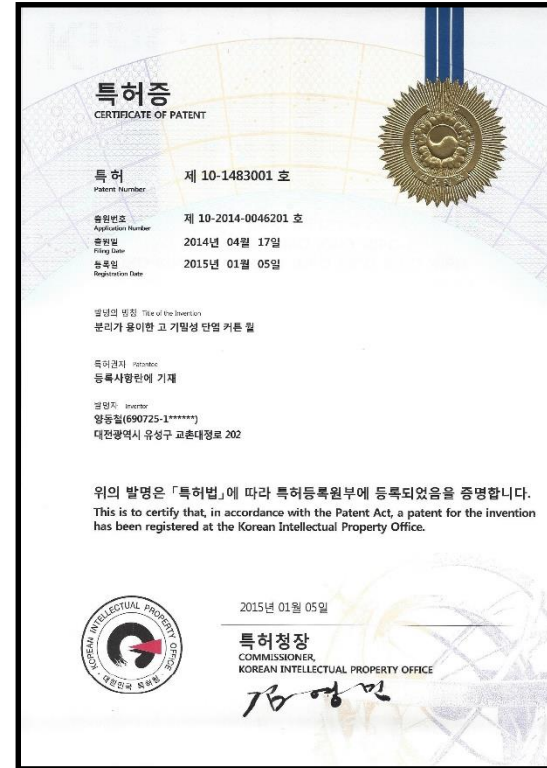 특허증
CERTIFICATE OF PATENT
특허 제 10-1483001 호
Patent Number
출원번호 제 10-2014-0046201 호
Application Number
출원일 2014년 04월 17일
Filing Date
등록일 2015년 01월 05일
Registration Date
발명의 명칭 Title of the Invention
분리가 용이한 고 기밀성 단열 커튼 월
특허권자 Patentee
등록사항란에 기재
발명자 Inventor
양동철(690725-1******)
대전광역시 유성구 교촌대정로 202
위의 발명은 「특허법」에 따라 특허등록원부에 등록되었음을 증명합니다.
This is to certify that, in accordance with the Patent Act, a patent for the invention
has been registered at the Korean Intellectual Property Office.
2015년 01월 05일
특허청장
COMMISSIONER,
KOREAN INTELLECTUAL PROPERTY OFFICE
김영민
KOREAN INTELLECTUAL PROPERTY OFFICE
대한민국 특허청